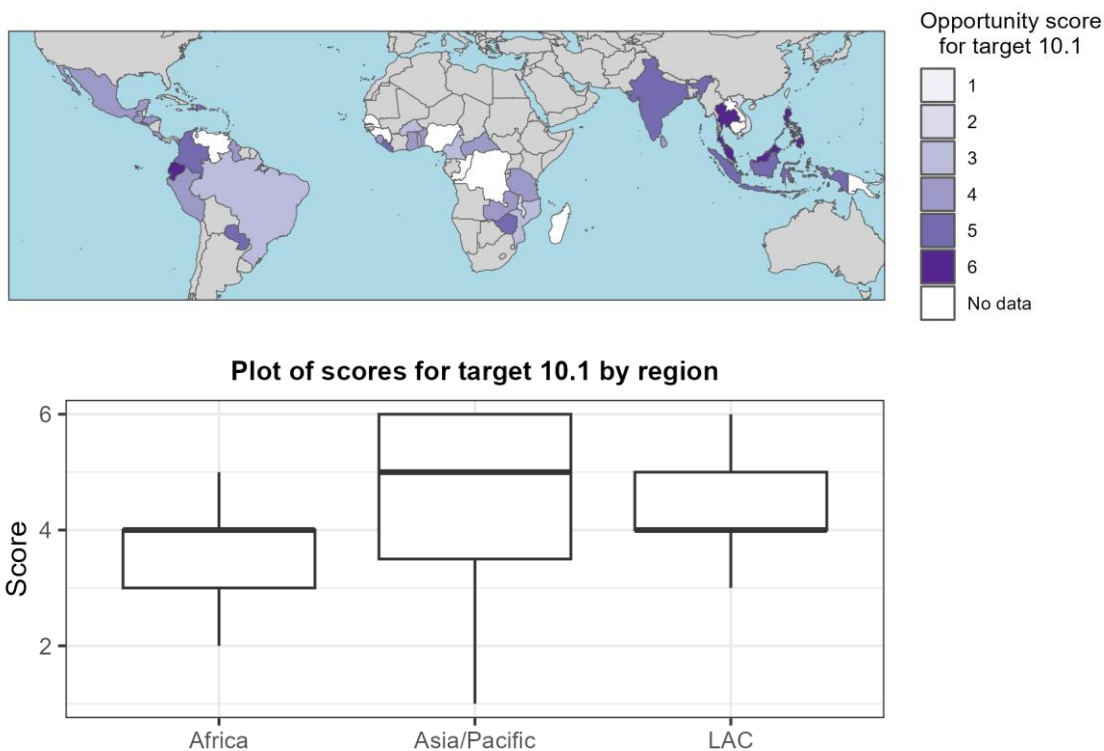 Opportunity score
for target 10.1
1
2
3
4
5
6
No data
Plot of scores for target 10.1 by region
Score
6
4
2
Africa
Asia/Pacific
LAC